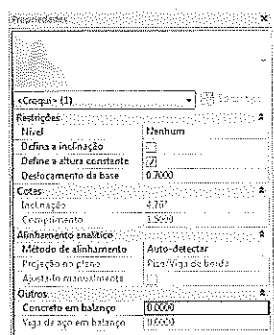 Propriedades
<Croqui> (1)
Restrições
Nível Nenhum
Defina a inclinação
Define a altura constante
Deslocamento da base 0.7000
Cotas
Inclinação 4.76°
Comprimento 1.5000
Alinhamento analítico
Método de alinhamento Auto-detectar
Projeção no plano Piso/Viga de borda
Ajustado manualmente
Outros
Concreto em balanço 0.0000
Viga de aço em balanço 0.0000